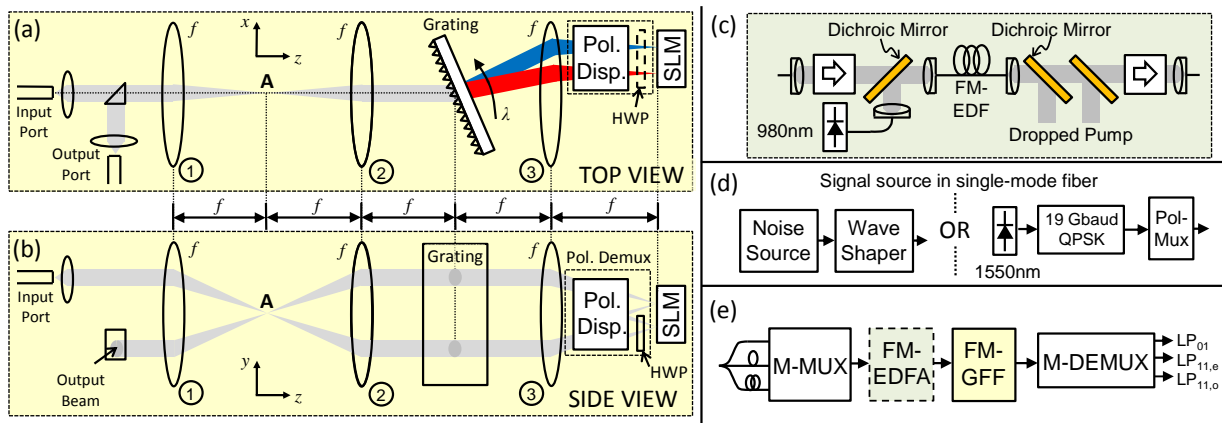 (a)
x
z
f
A
f
Grating
λ
f
Pol.
Disp.
SLM
HWP
Input
Port
Output
Port
1
2
3
TOP VIEW
f
f
f
f
f
(b)
f
A
f
Grating
f
Pol. Demux
Pol.
Disp.
SLM
HWP
Input
Port
Output
Beam
y
z
1
2
3
SIDE VIEW
(c)
Dichroic Mirror
Dichroic Mirror
FM-
EDF
980nm
Dropped Pump
(d)
Signal source in single-mode fiber
Noise
Source
Wave
Shaper
OR
1550nm
19 Gbaud
QPSK
Pol-
Mux
(e)
M-MUX
FM-
EDFA
FM-
GFF
M-DEMUX
LP01
LP11,e
LP11,o